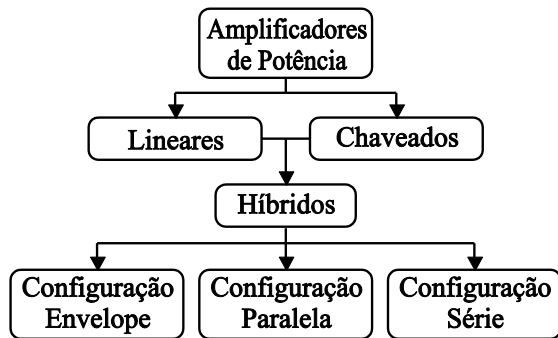 Amplificadores
de Potência
Lineares
Chaveados
Híbridos
Configuração
Envelope
Configuração
Paralela
Configuração
Série